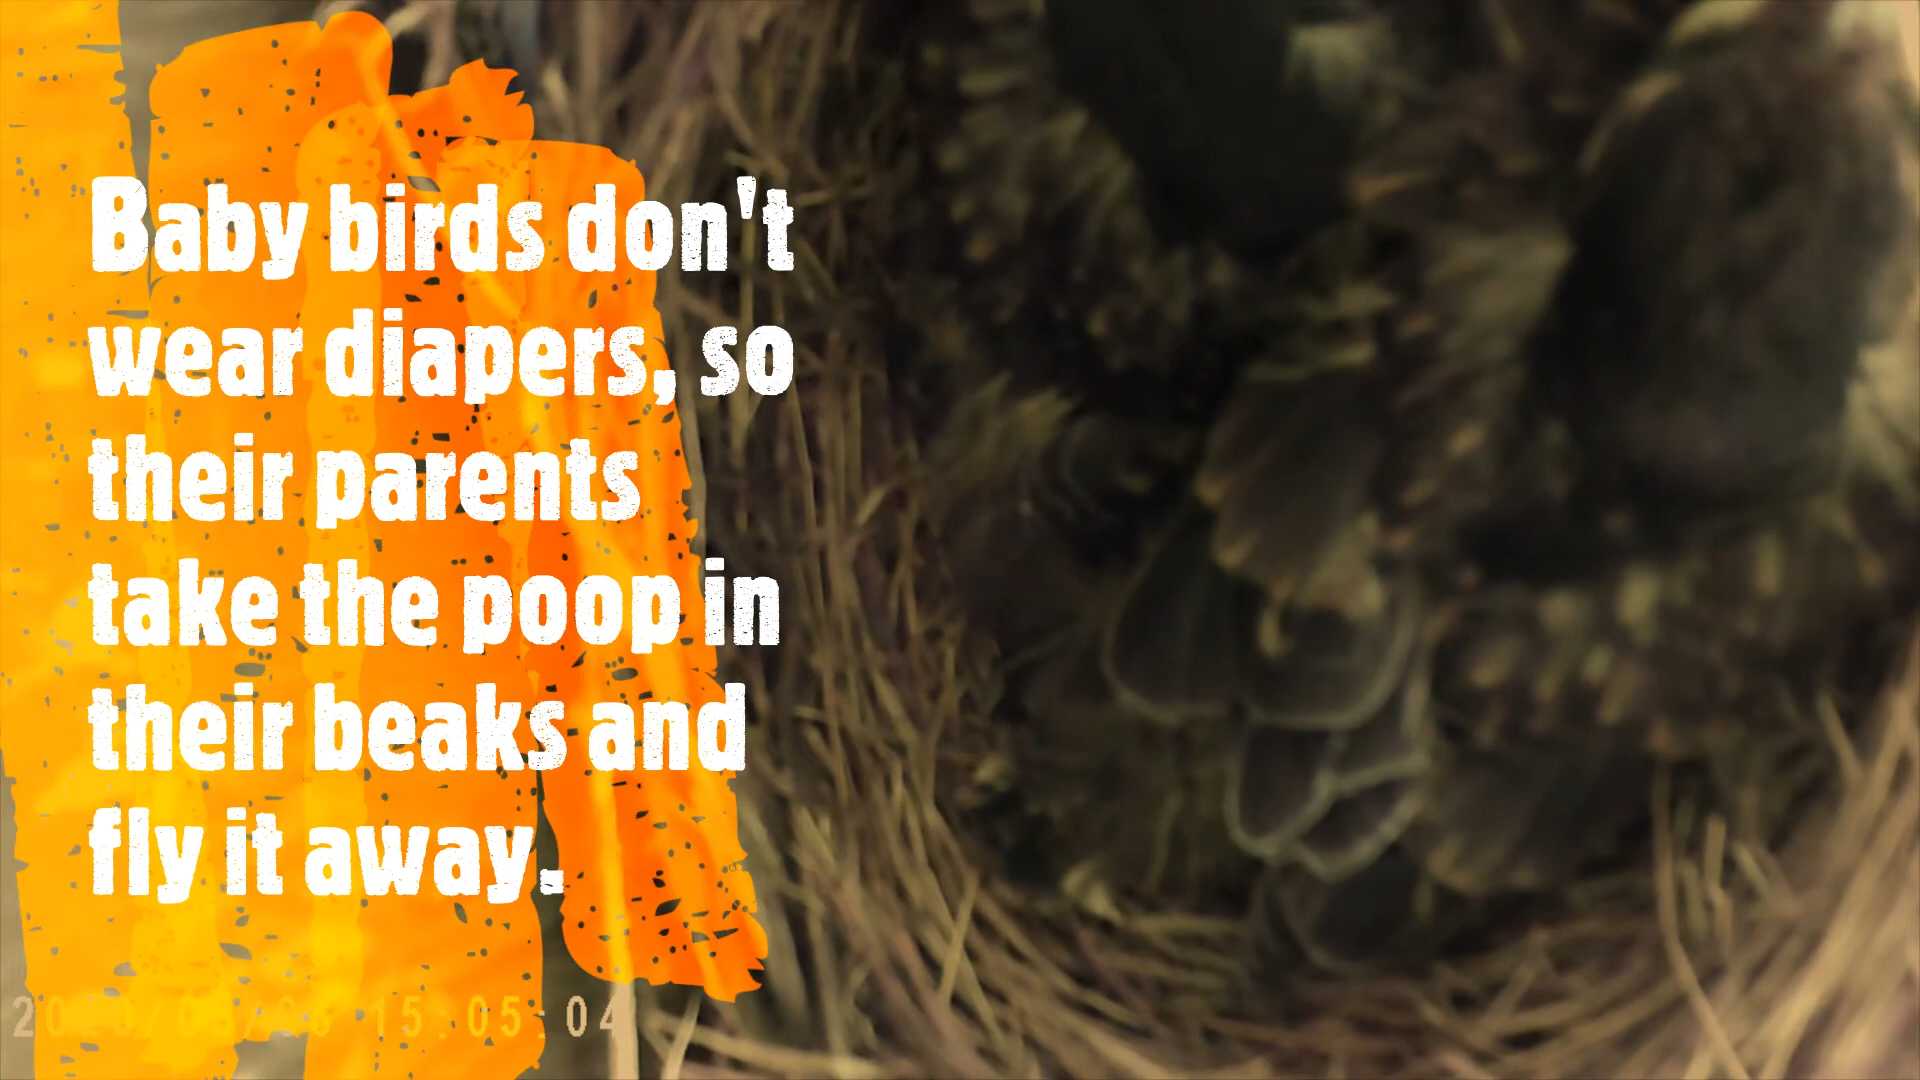 Baby birds don't
wear diapers, so
their parents
take the poop in
their beaks and
fly it away.
15:05:04